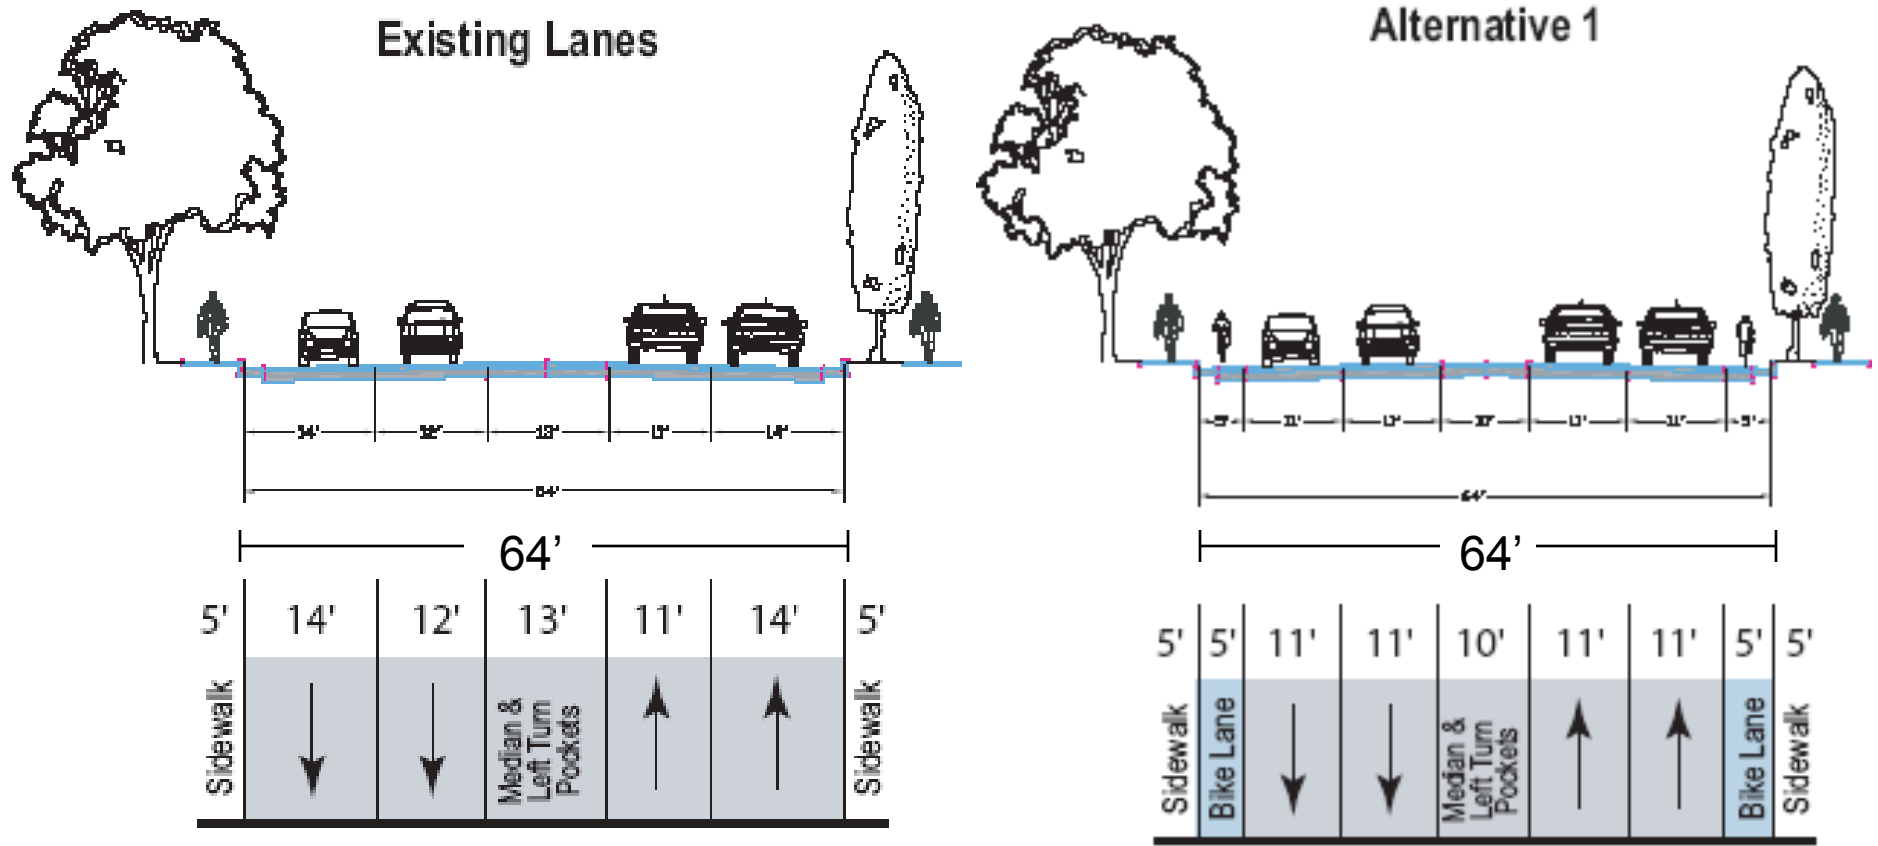 Existing Lanes
64’
5' 14' 12' 13' 11' 14' 5'
Sidewalk
Median &
Left Turn
Pockets
Sidewalk
Alternative 1
64’
5' 5' 11' 11' 10' 11' 11' 5' 5'
Sidewalk
Bike Lane
Median &
Left Turn
Pockets
Bike Lane
Sidewalk